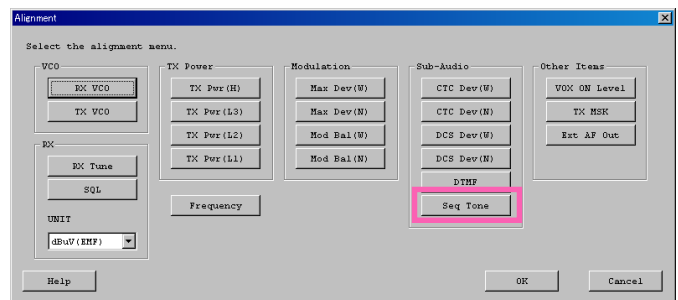 Alignment
Select the alignment menu.
VCO
RX VCO
TX VCO
RX
RX Tune
SQL
UNIT
dBuV(EMF)
TX Power
TX Pwr(H)
TX Pwr(L3)
TX Pwr(L2)
TX Pwr(L1)
Frequency
Modulation
Max Dev(W)
Max Dev(N)
Mod Bal(W)
Mod Bal(N)
Sub-Audio
CTC Dev(W)
CTC Dev(N)
DCS Dev(W)
DCS Dev(N)
DTMF
Seq Tone
Other Items
VOX ON Level
TX MSK
Ext AF Out
Help
OK
Cancel